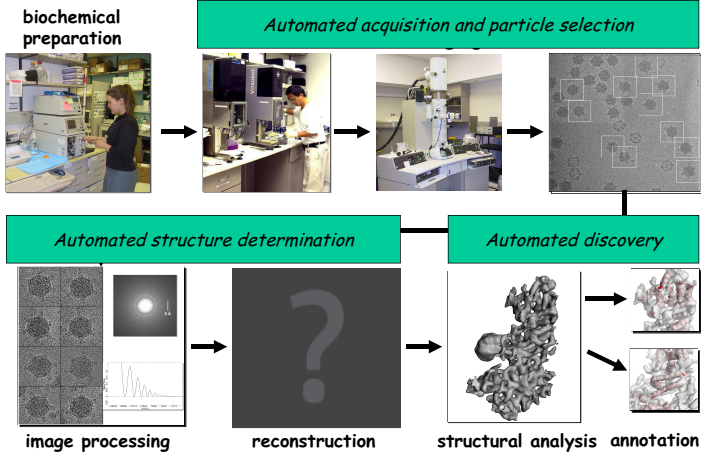 biochemical
preparation
Automated acquisition and particle selection
Automated structure determination
Automated discovery
image processing
reconstruction
structural analysis
annotation
?